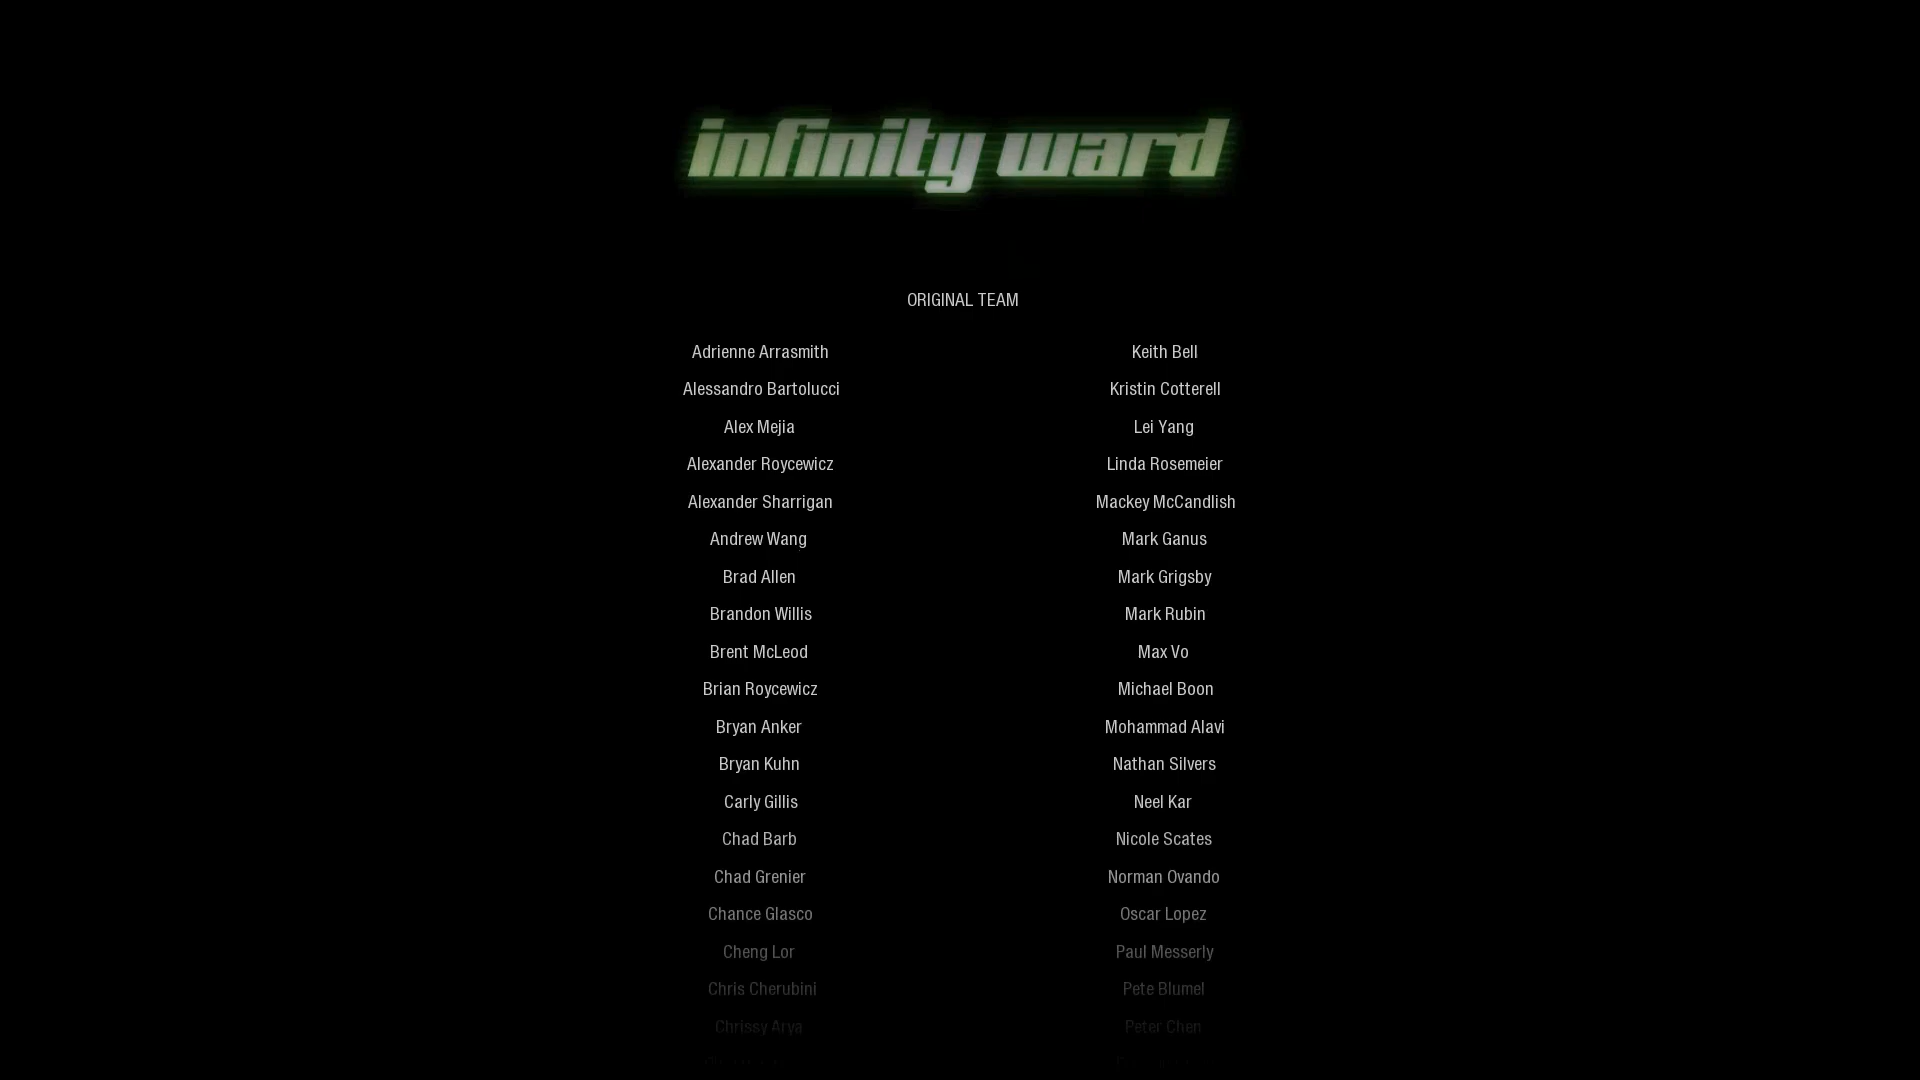 infinity ward
ORIGINAL TEAM
Adrienne Arrasmith Keith Bell
Alessandro Bartolucci Kristin Cotterell
Alex Mejia Lei Yang
Alexander Roycewicz Linda Rosemeier
Alexander Sharrigan Mackey McCandlish
Andrew Wang Mark Ganus
Brad Allen Mark Grigsby
Brandon Willis Mark Rubin
Brent McLeod Max Vo
Brian Roycewicz Michael Boon
Bryan Anker Mohammad Alavi
Bryan Kuhn Nathan Silvers
Carly Gillis Neel Kar
Chad Barb Nicole Scates
Chad Grenier Norman Ovando
Chance Glasco Oscar Lopez
Cheng Lor Paul Messerly
Chris Cherubini Pete Blumel
Chrissy Arya Peter Chen